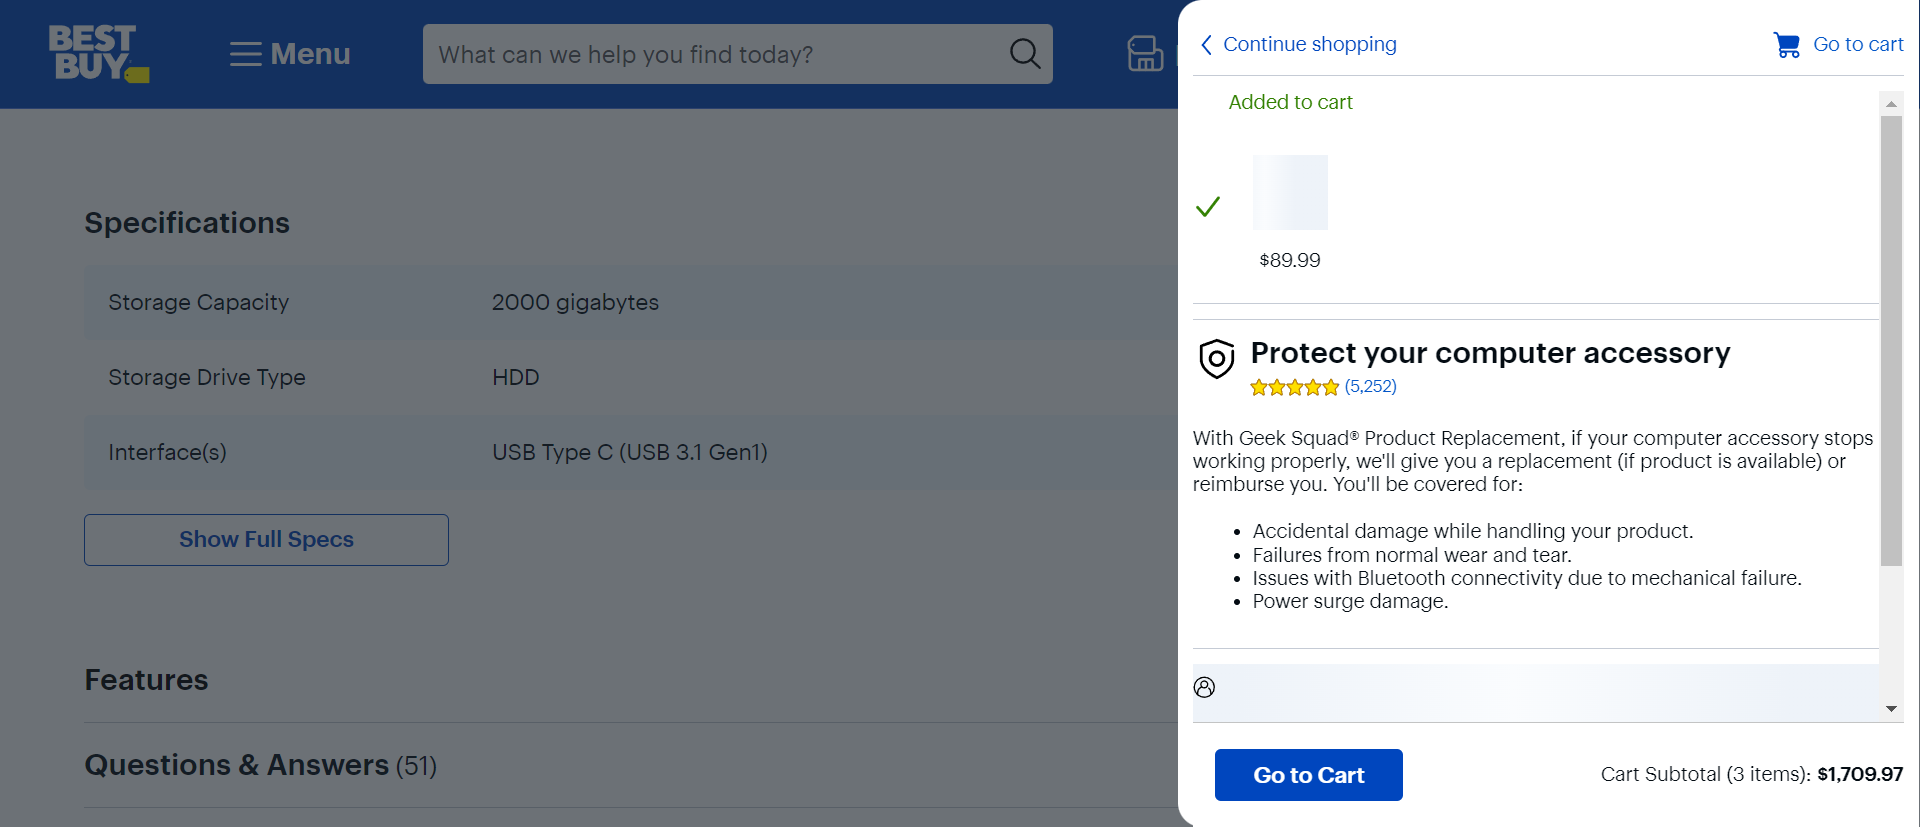 BEST
BUY
Menu
What can we help you find today?
Specifications
Storage Capacity 2000 gigabytes
Storage Drive Type HDD
Interface(s) USB Type C (USB 3.1 Gen1)
Show Full Specs
Features
Questions & Answers (51)
Continue shopping
Go to cart
Added to cart
$89.99
Protect your computer accessory
(5,252)
With Geek Squad® Product Replacement, if your computer accessory stops
working properly, we'll give you a replacement (if product is available) or
reimburse you. You'll be covered for:
• Accidental damage while handling your product.
• Failures from normal wear and tear.
• Issues with Bluetooth connectivity due to mechanical failure.
• Power surge damage.
Go to Cart
Cart Subtotal (3 items): $1,709.97